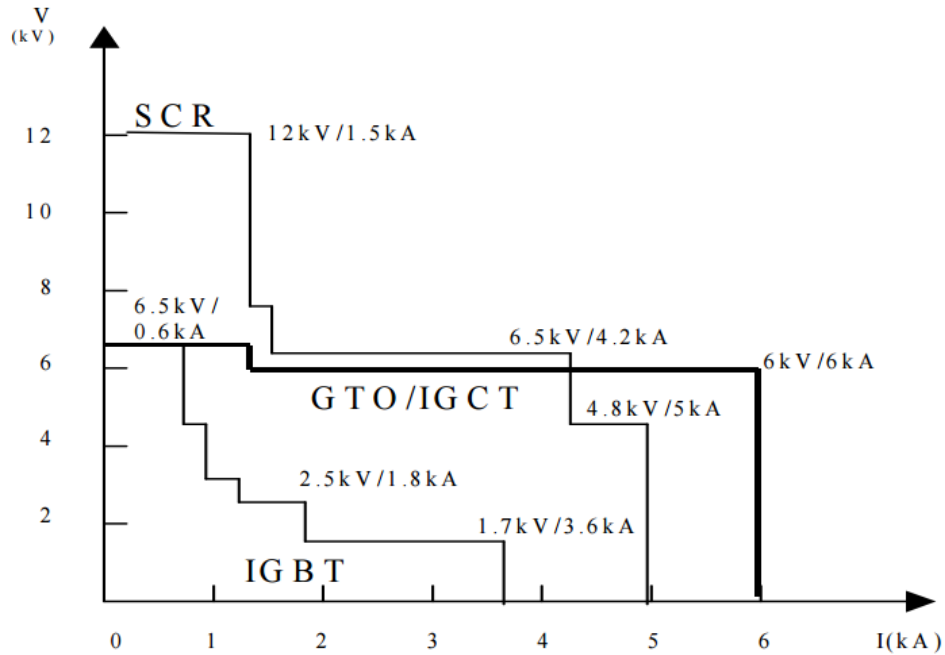 V
(kV)
SCR
12
12kV/1.5kA
10
8
6.5kV/
0.6kA
6.5kV/4.2kA
6
6kV/6kA
GTO/IGCT
4.8kV/5kA
4
2.5kV/1.8kA
2
1.7kV/3.6kA
IGBT
0 1 2 3 4 5 6 I(kA)